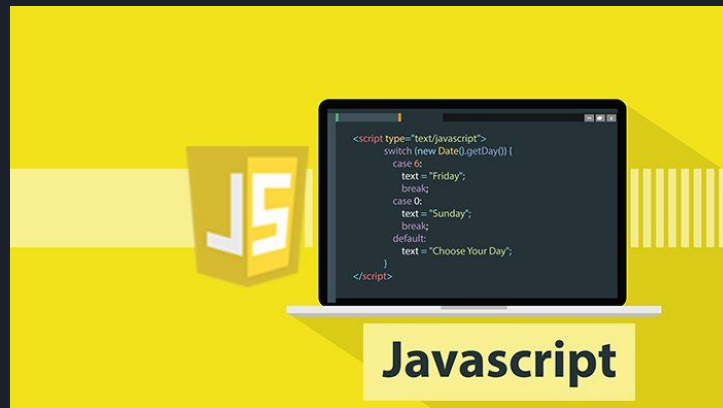 JS
<script type="text/javascript">
switch (new Date().getDay()) {
case 6:
text = "Friday";
break;
case 0:
text = "Sunday";
break;
default:
text = "Choose Your Day";
}
</script>
Javascript